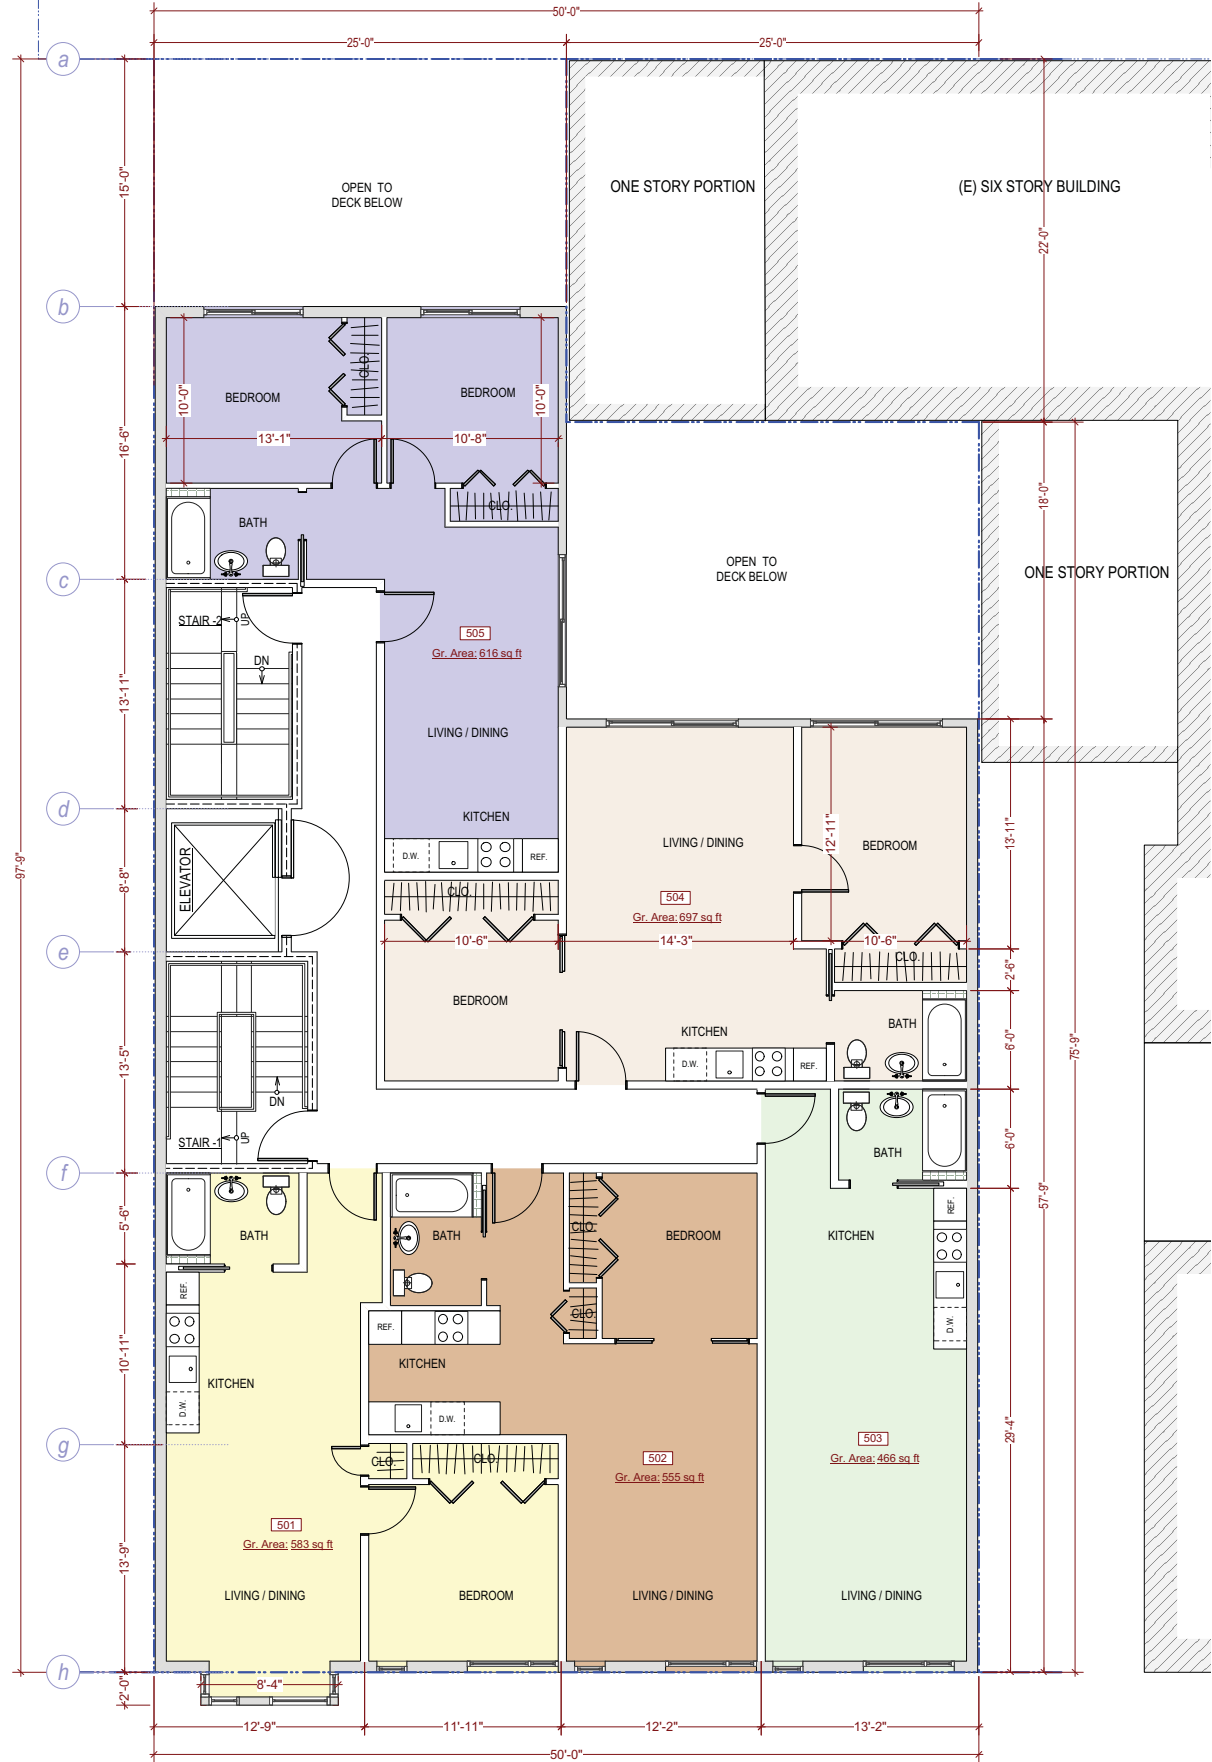 50'-0"
25'-0"
25'-0"
a
15'-0"
OPEN TO
DECK BELOW
ONE STORY PORTION
(E) SIX STORY BUILDING
22'-0"
b
16'-6"
10'-0"
BEDROOM
CLO.
BEDROOM
10'-0"
13'-1"
10'-8"
97'-9"
BATH
CLO.
18'-0"
OPEN TO
DECK BELOW
ONE STORY PORTION
c
STAIR -2
UP
DN
505
Gr. Area: 616 sq ft
13'-11"
LIVING / DINING
KITCHEN
D.W.
REF.
d
LIVING / DINING
12'-11"
BEDROOM
13'-11"
8'-8"
ELEVATOR
CLO.
504
Gr. Area: 697 sq ft
e
10'-6"
14'-3"
10'-6"
CLO.
2'-6"
BEDROOM
KITCHEN
BATH
6'-0"
75'-9"
D.W.
REF.
13'-5"
DN
STAIR -1
UP
BATH
6'-0"
f
5'-6"
BATH
BATH
CLO.
BEDROOM
KITCHEN
REF.
57'-9"
REF.
REF.
CLO.
D.W.
10'-11"
KITCHEN
KITCHEN
D.W.
D.W.
g
CLO.
CLO.
502
Gr. Area: 555 sq ft
503
Gr. Area: 466 sq ft
29'-4"
501
Gr. Area: 583 sq ft
13'-9"
LIVING / DINING
BEDROOM
LIVING / DINING
LIVING / DINING
h
2'-0"
8'-4"
12'-9"
11'-11"
12'-2"
13'-2"
50'-0"